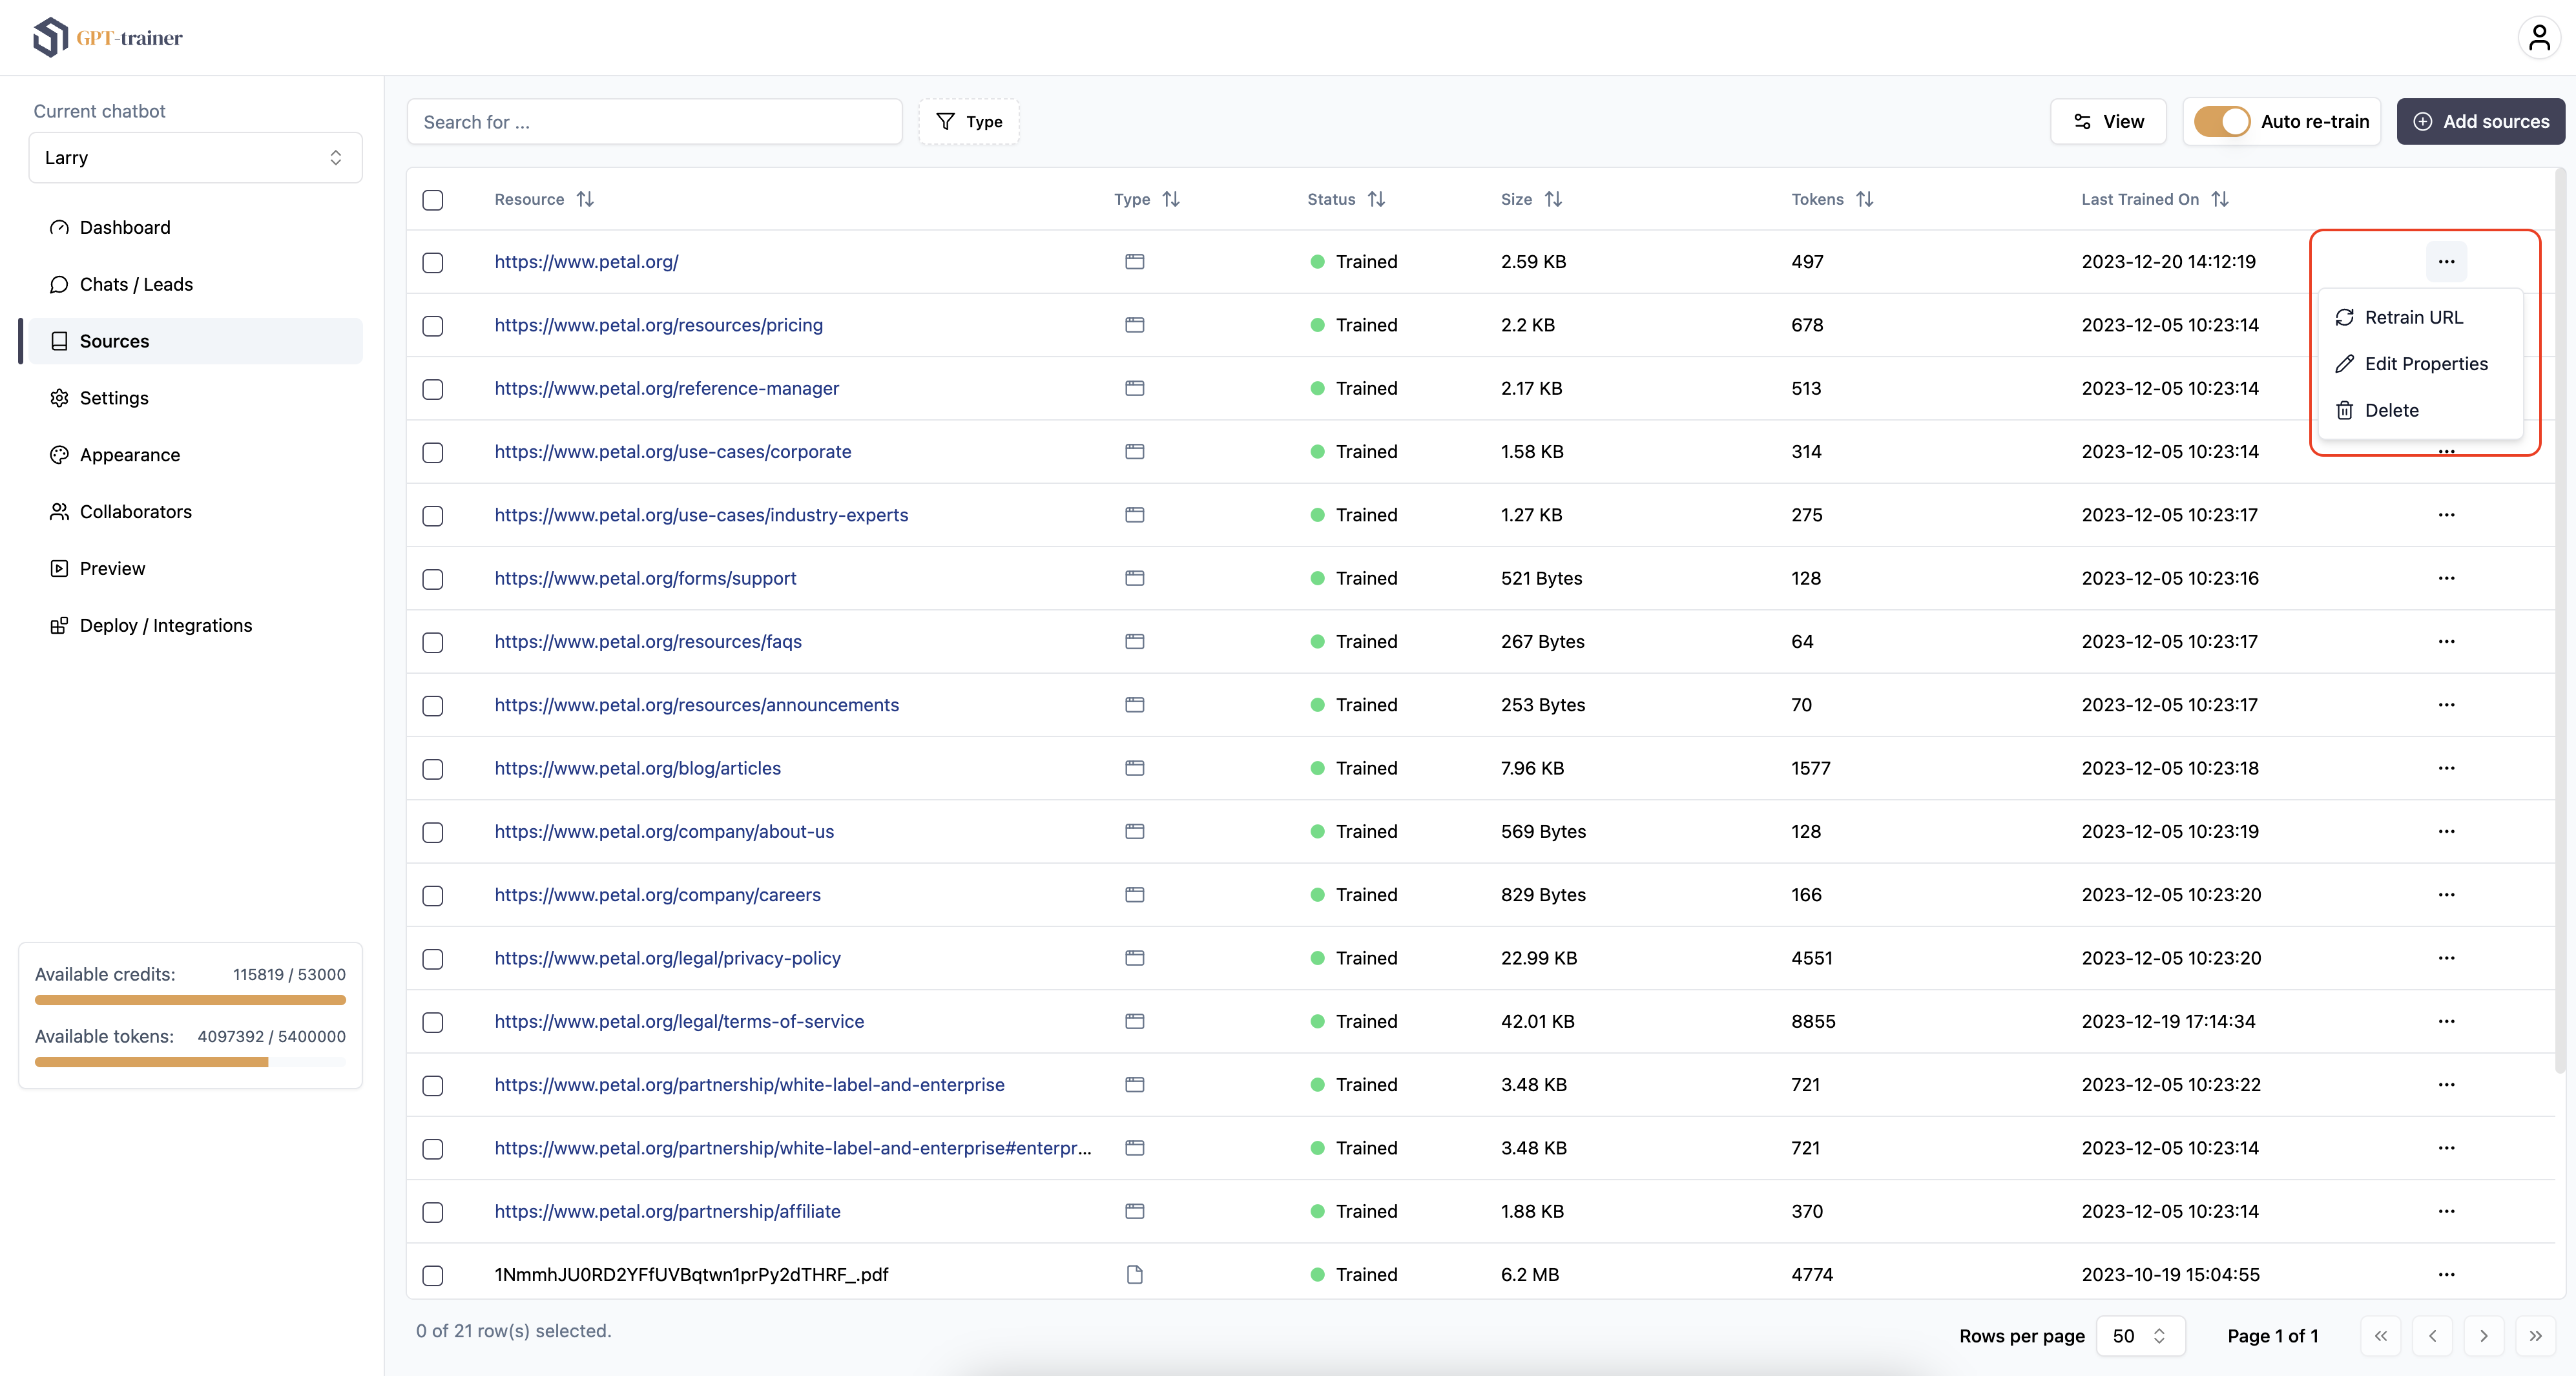 GPT-trainer
Current chatbot
Larry
Dashboard
Chats / Leads
Sources
Settings
Appearance
Collaborators
Preview
Deploy / Integrations
Available credits: 115819 / 53000
Available tokens: 4097392 / 5400000
Search for ... Type View Auto re-train Add sources
Resource Type Status Size Tokens Last Trained On
https://www.petal.org/ Trained 2.59 KB 497 2023-12-20 14:12:19
Retrain URL
Edit Properties
Delete
https://www.petal.org/resources/pricing Trained 2.2 KB 678 2023-12-05 10:23:14
https://www.petal.org/reference-manager Trained 2.17 KB 513 2023-12-05 10:23:14
https://www.petal.org/use-cases/corporate Trained 1.58 KB 314 2023-12-05 10:23:14
https://www.petal.org/use-cases/industry-experts Trained 1.27 KB 275 2023-12-05 10:23:17
https://www.petal.org/forms/support Trained 521 Bytes 128 2023-12-05 10:23:16
https://www.petal.org/resources/faqs Trained 267 Bytes 64 2023-12-05 10:23:17
https://www.petal.org/resources/announcements Trained 253 Bytes 70 2023-12-05 10:23:17
https://www.petal.org/blog/articles Trained 7.96 KB 1577 2023-12-05 10:23:18
https://www.petal.org/company/about-us Trained 569 Bytes 128 2023-12-05 10:23:19
https://www.petal.org/company/careers Trained 829 Bytes 166 2023-12-05 10:23:20
https://www.petal.org/legal/privacy-policy Trained 22.99 KB 4551 2023-12-05 10:23:20
https://www.petal.org/legal/terms-of-service Trained 42.01 KB 8855 2023-12-19 17:14:34
https://www.petal.org/partnership/white-label-and-enterprise Trained 3.48 KB 721 2023-12-05 10:23:22
https://www.petal.org/partnership/white-label-and-enterprise#enterpr... Trained 3.48 KB 721 2023-12-05 10:23:14
https://www.petal.org/partnership/affiliate Trained 1.88 KB 370 2023-12-05 10:23:14
1NmmhJU0RD2YFfUVBqtwn1prPy2dTHRF_.pdf Trained 6.2 MB 4774 2023-10-19 15:04:55
0 of 21 row(s) selected. Rows per page 50 Page 1 of 1